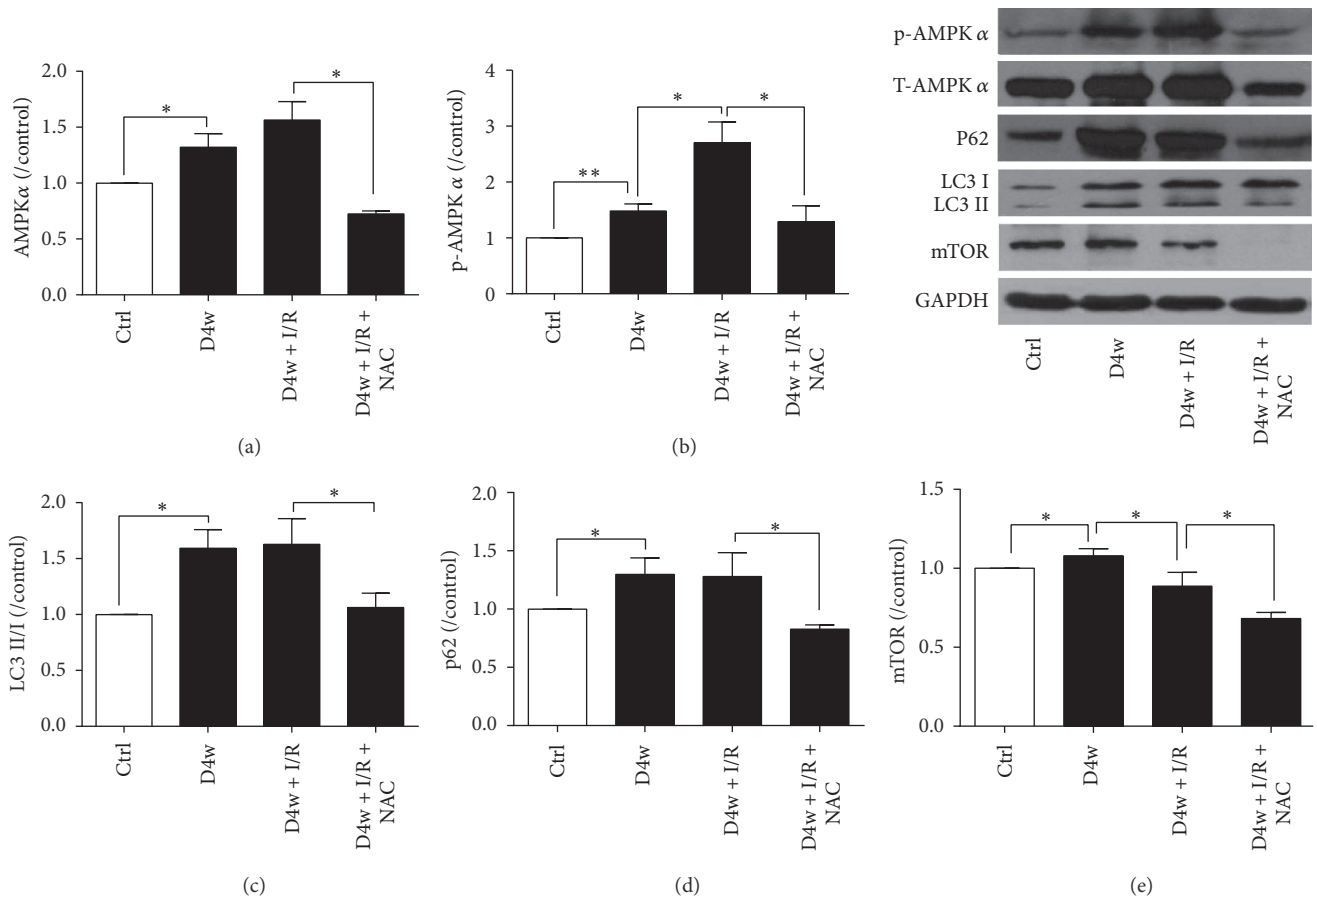 AMPKα (/control)
2.0
1.5
1.0
0.5
0.0
*
*
Ctrl
D4w
D4w + I/R
D4w + I/R +
NAC
(a)
p-AMPK α (/control)
4
3
2
1
0
**
*
*
Ctrl
D4w
D4w + I/R
D4w + I/R +
NAC
(b)
p-AMPK α
T-AMPK α
P62
LC3 I
LC3 II
mTOR
GAPDH
Ctrl
D4w
D4w + I/R
D4w + I/R +
NAC
LC3 II/I (/control)
2.0
1.5
1.0
0.5
0.0
*
*
Ctrl
D4w
D4w + I/R
D4w + I/R +
NAC
(c)
p62 (/control)
2.0
1.5
1.0
0.5
0.0
*
*
Ctrl
D4w
D4w + I/R
D4w + I/R +
NAC
(d)
mTOR (/control)
1.5
1.0
0.5
0.0
*
*
*
Ctrl
D4w
D4w + I/R
D4w + I/R +
NAC
(e)